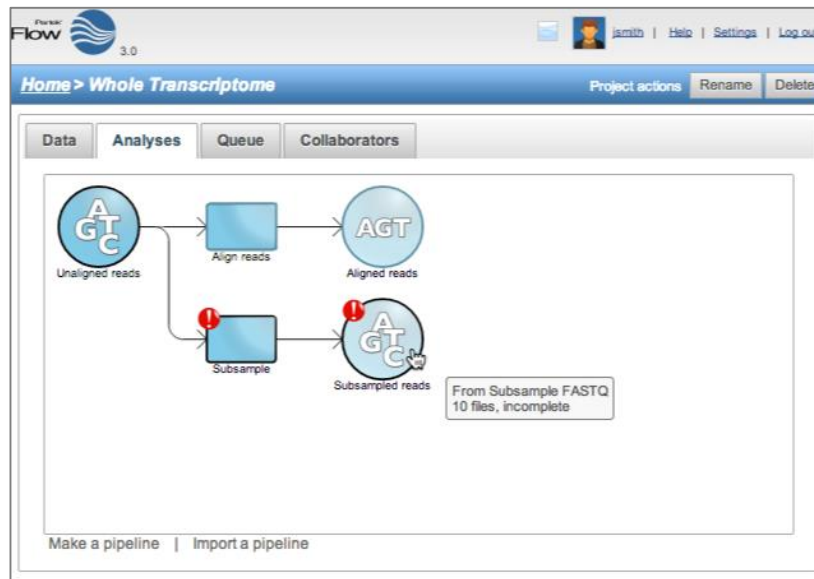 Partek
Flow 3.0
jsmith | Help | Settings | Log ou
Home > Whole Transcriptome
Project actions Rename Delete
Data Analyses Queue Collaborators
A
G T
C
Unaligned reads
Align reads
AGT
Aligned reads
!
Subsample
!
A
G T
C
Subsampled reads
From Subsample FASTQ
10 files, incomplete
Make a pipeline | Import a pipeline